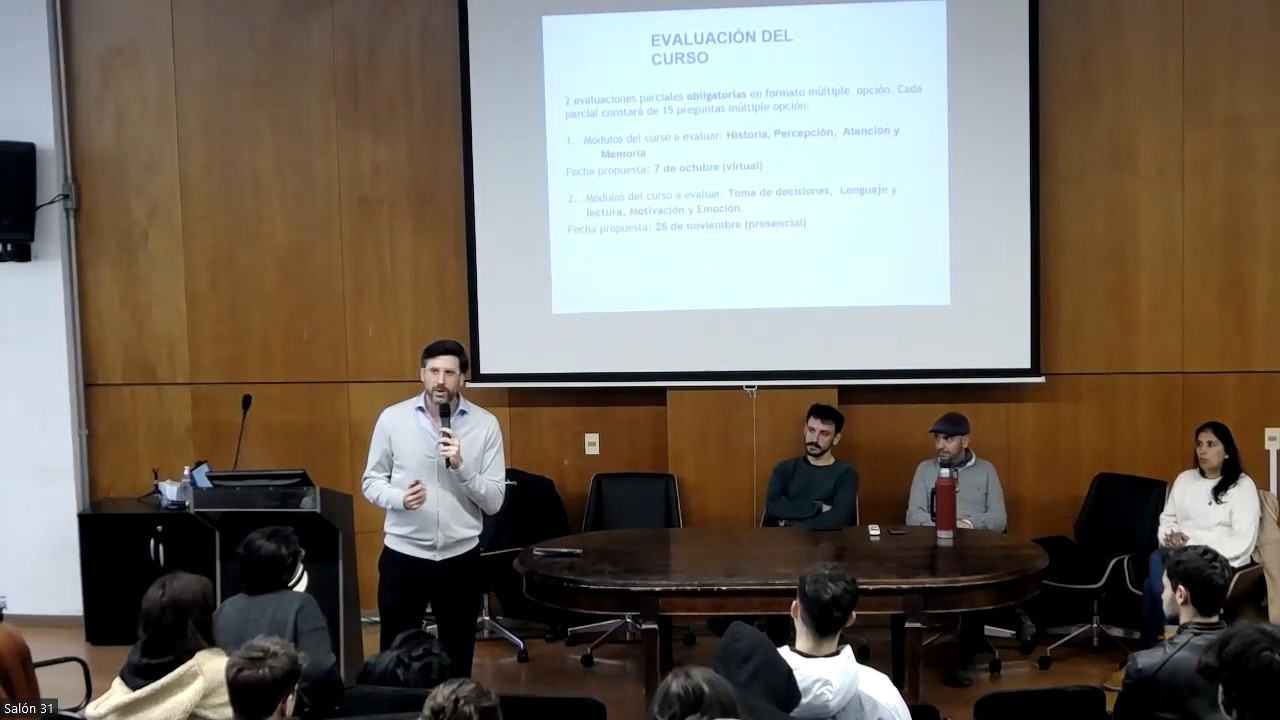 EVALUACIÓN DEL
CURSO
2 evaluaciones parciales obligatorias en formato múltiple opción. Cada
parcial constará de 15 preguntas múltiple opción:
1. Módulos del curso a evaluar: Historia, Percepción, Atención y
Memoria
Fecha propuesta: 7 de octubre (virtual)
2. Módulos del curso a evaluar: Toma de decisiones, Lenguaje y
lectura, Motivación y Emoción.
Fecha propuesta: 25 de noviembre (presencial)
Salón 31